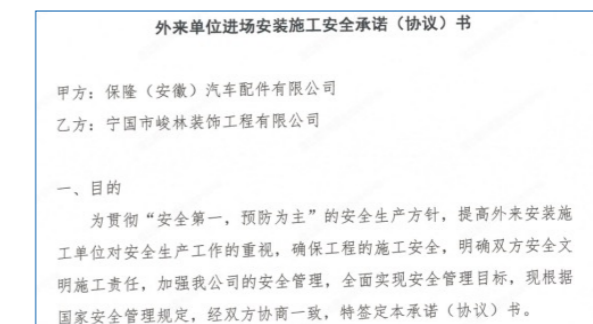 外来单位进场安装施工安全承诺（协议）书
甲方：保隆（安徽）汽车配件有限公司
乙方：宁国市峻林装饰工程有限公司
一、目的
为贯彻“安全第一，预防为主”的安全生产方针，提高外来安装施
工单位对安全生产工作的重视，确保工程的施工安全，明确双方安全文
明施工责任，加强我公司的安全管理，全面实现安全管理目标，现根据
国家安全管理规定，经双方协商一致，特签定本承诺（协议）书。